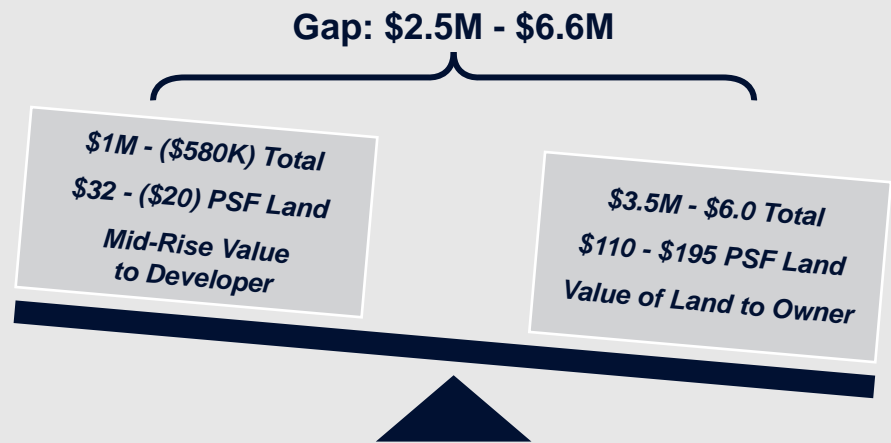 Gap: $2.5M - $6.6M
$1M - ($580K) Total
$32 - ($20) PSF Land
Mid-Rise Value
to Developer
$3.5M - $6.0 Total
$110 - $195 PSF Land
Value of Land to Owner